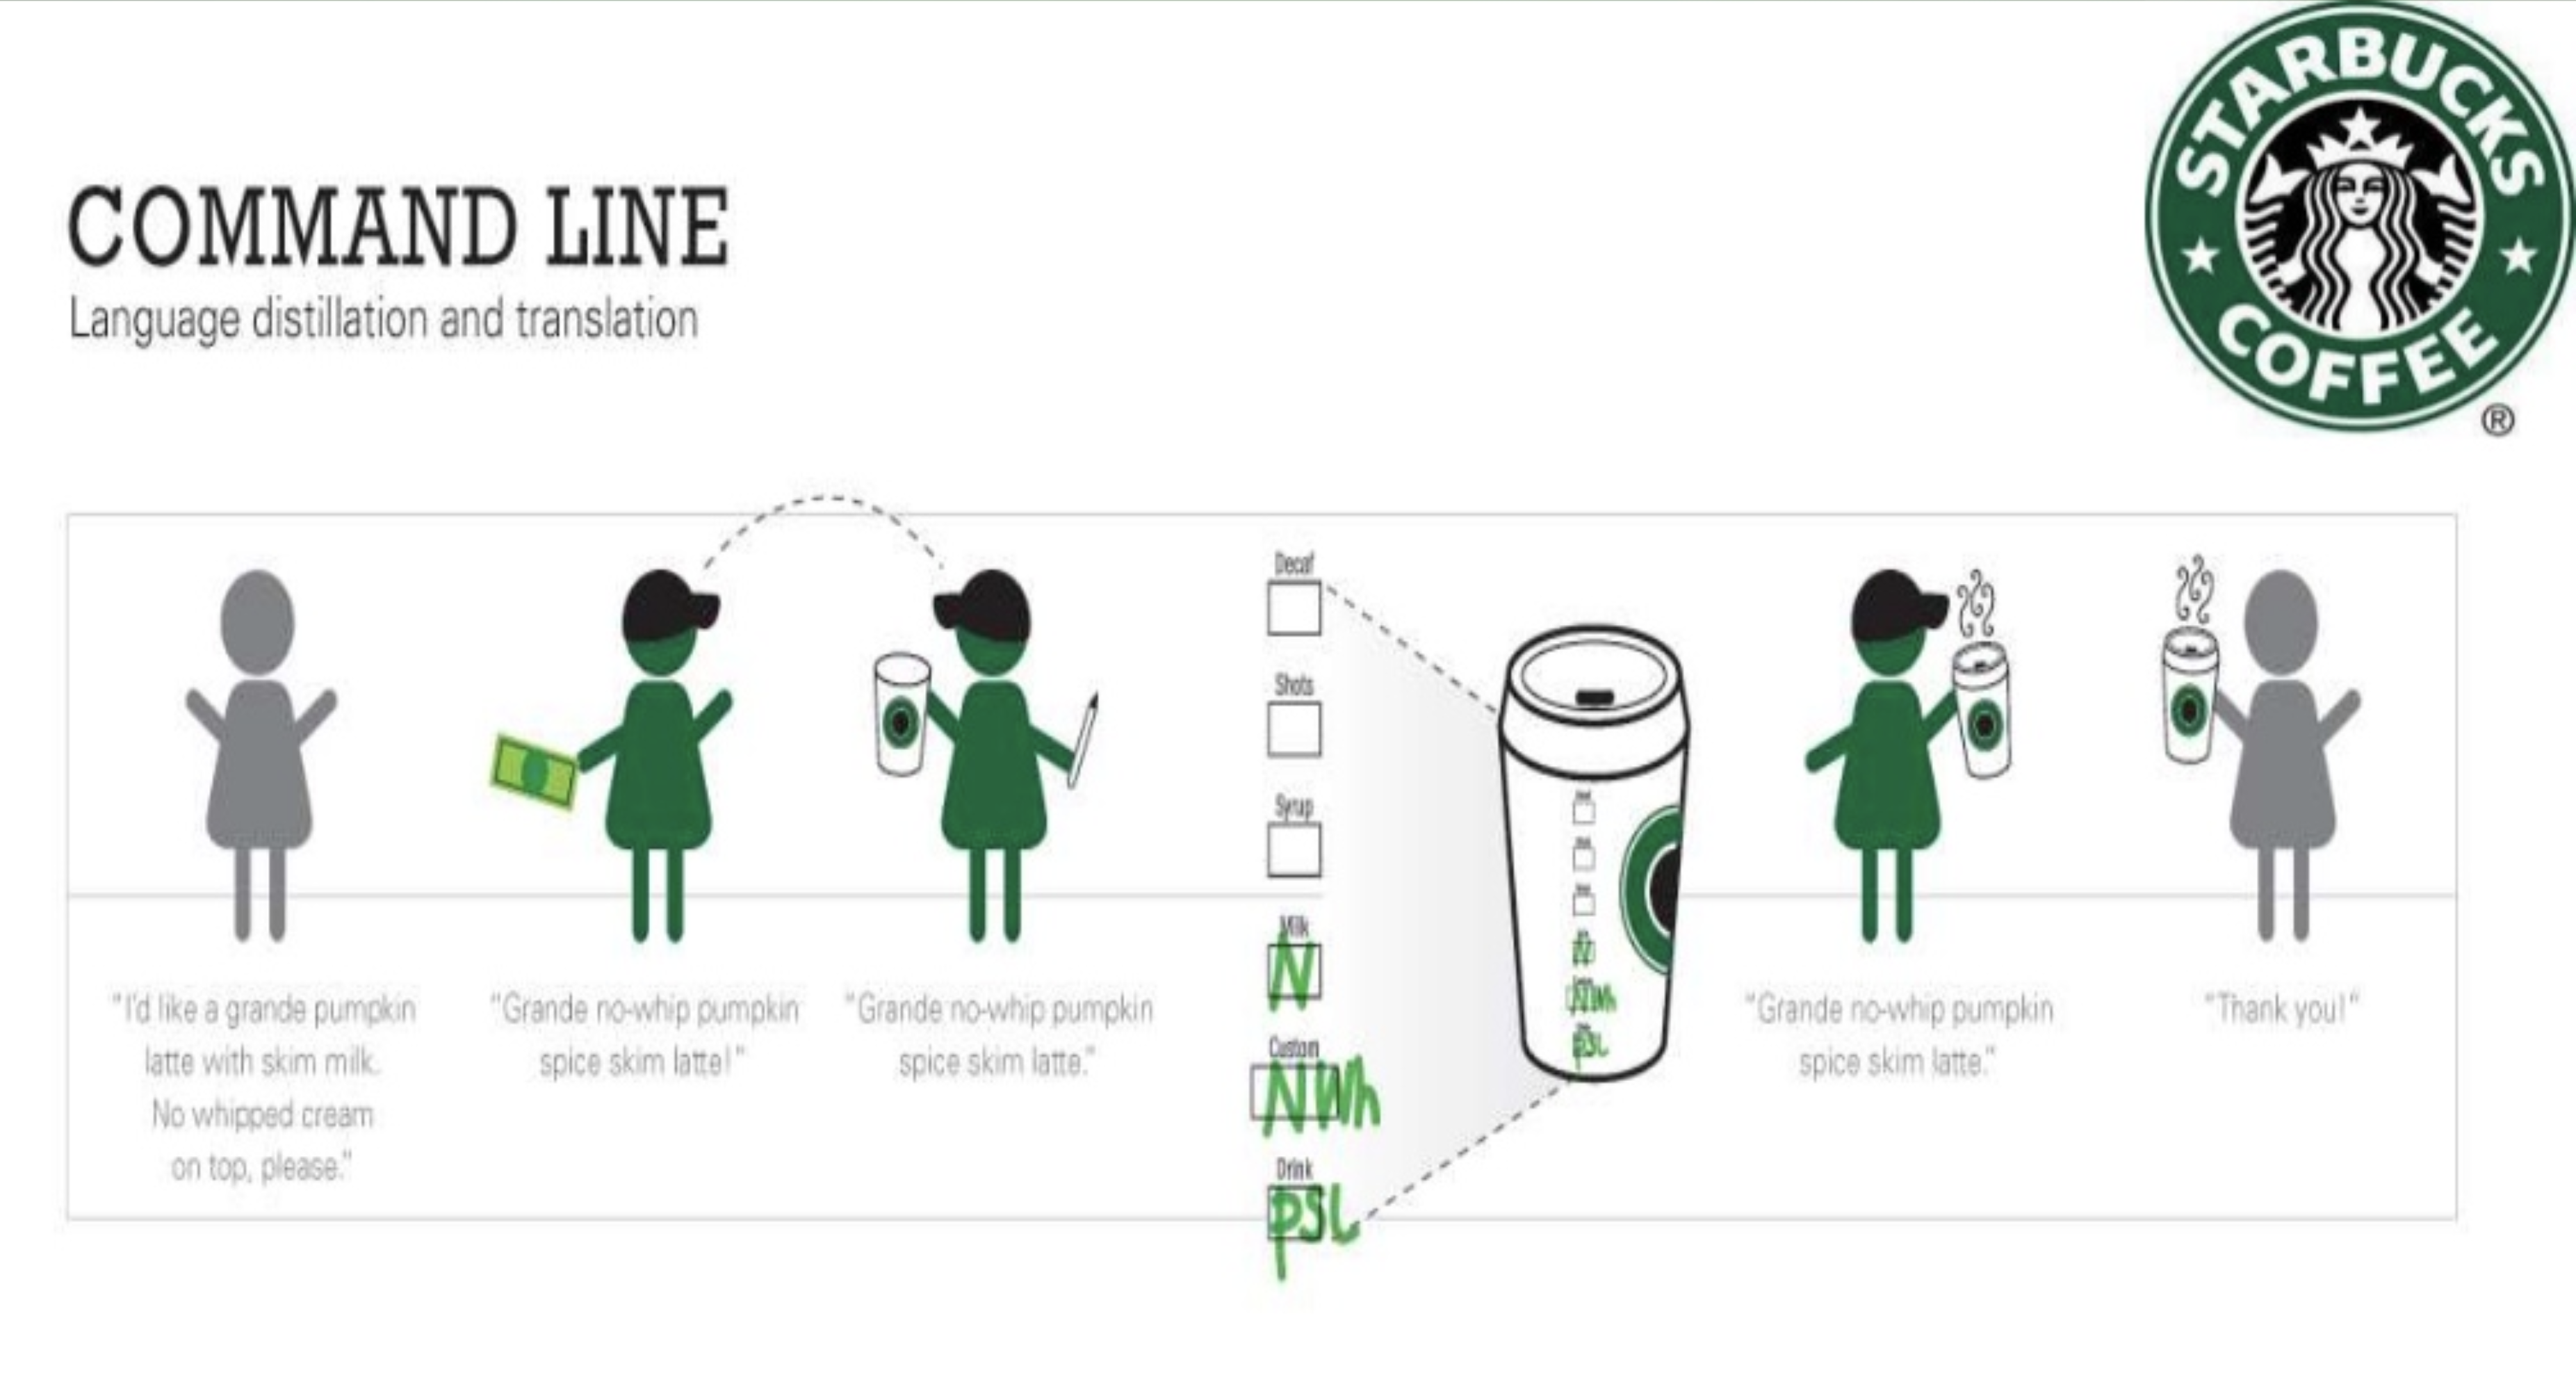 STARBUCKS
COFFEE
®
COMMAND LINE
Language distillation and translation
"I'd like a grande pumpkin
latte with skim milk.
No whipped cream
on top, please."
"Grande no-whip pumpkin
spice skim latte!"
"Grande no-whip pumpkin
spice skim latte."
Decaf
Shots
Syrup
Milk
N
Custom
NWh
Drink
PSL
N
NWh
PSL
"Grande no-whip pumpkin
spice skim latte."
"Thank you!"